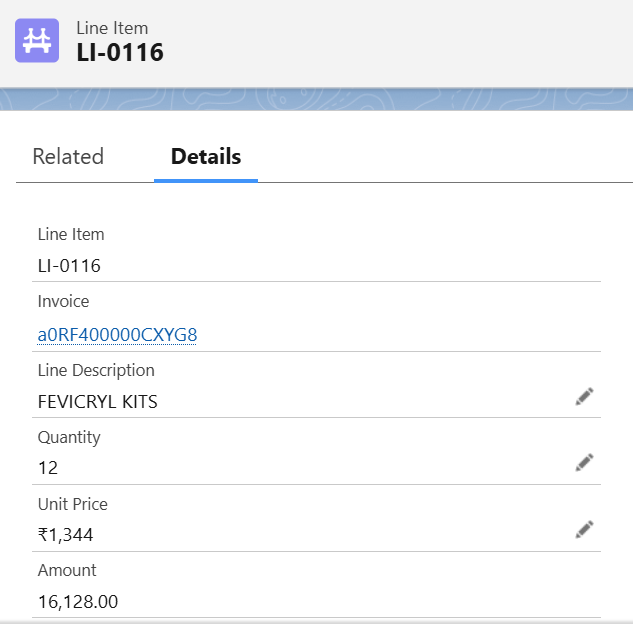 Line Item
LI-0116
Related Details
Line Item
LI-0116
Invoice
a0RF400000CXYG8
Line Description
FEVICRYL KITS
Quantity
12
Unit Price
₹1,344
Amount
16,128.00